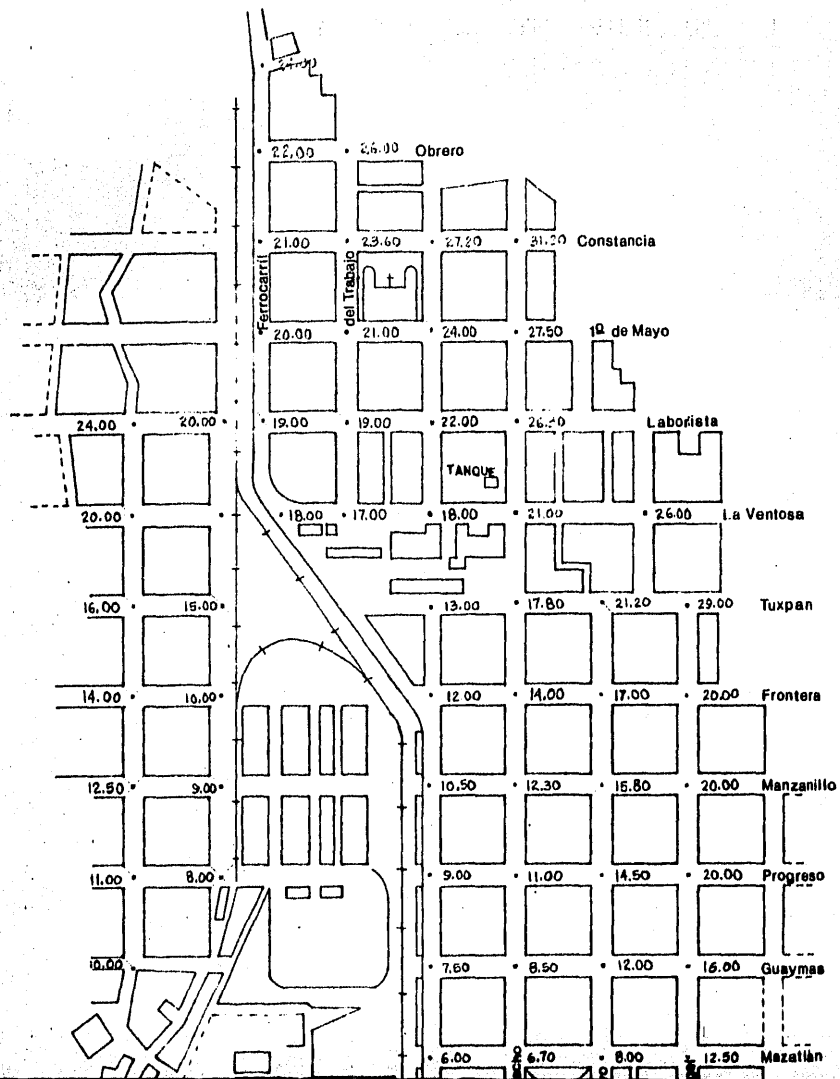 24.00
22.00 26.00 Obrero
21.00 23.60 27.20 31.20 Constancia
Ferrocarril
del Trabajo
20.00 21.00 24.00 27.50 1º de Mayo
24.00 20.00 19.00 19.00 22.00 Laborista
TANQUE
20.00 18.00 17.00 18.00 21.00 26.00 La Ventosa
16.00 15.00 13.00 17.80 21.20 29.00 Tuxpan
14.00 10.00 12.00 14.00 17.00 20.00 Frontera
12.50 9.00 10.50 12.30 15.80 20.00 Manzanillo
11.00 8.00 9.00 11.00 14.50 20.00 Progreso
10.00 7.60 8.50 12.00 16.00 Guaymas
6.00 6.70 8.00 12.50 Mazatlán